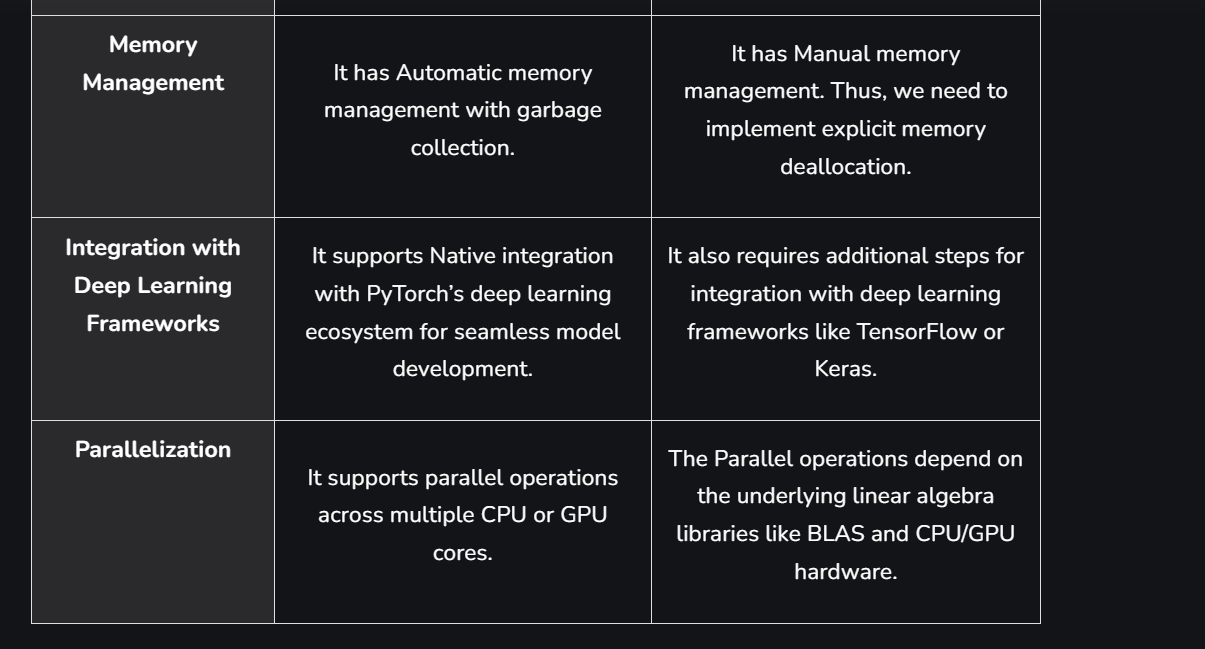 Memory
Management
It has Automatic memory
management with garbage
collection.
It has Manual memory
management. Thus, we need to
implement explicit memory
deallocation.
Integration with
Deep Learning
Frameworks
It supports Native integration
with PyTorch’s deep learning
ecosystem for seamless model
development.
It also requires additional steps for
integration with deep learning
frameworks like TensorFlow or
Keras.
Parallelization
It supports parallel operations
across multiple CPU or GPU
cores.
The Parallel operations depend on
the underlying linear algebra
libraries like BLAS and CPU/GPU
hardware.